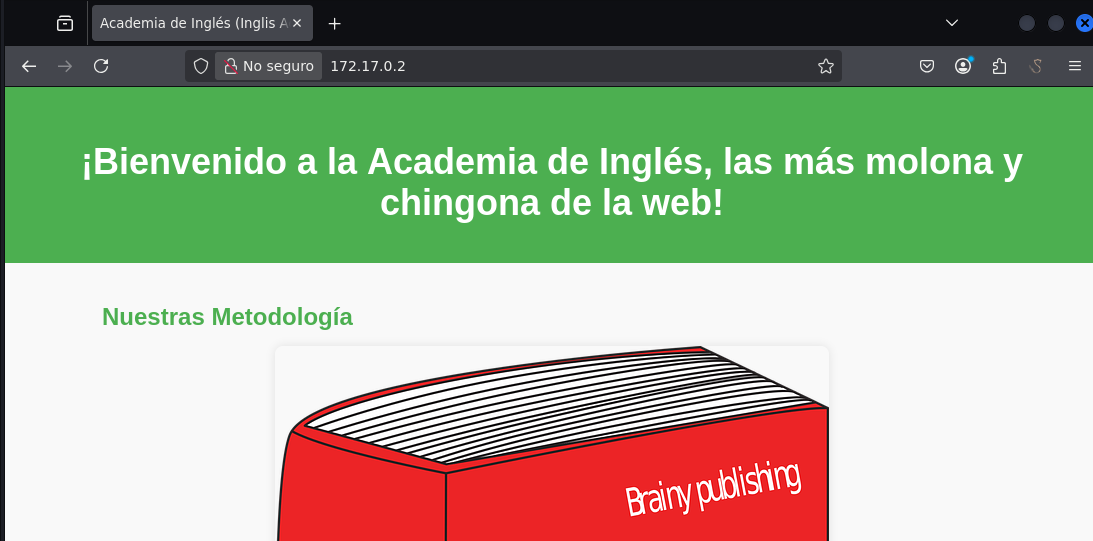 Academia de Inglés (Inglis A
No seguro
172.17.0.2
¡Bienvenido a la Academia de Inglés, las más molona y
chingona de la web!
Nuestras Metodología
Brainy publishing